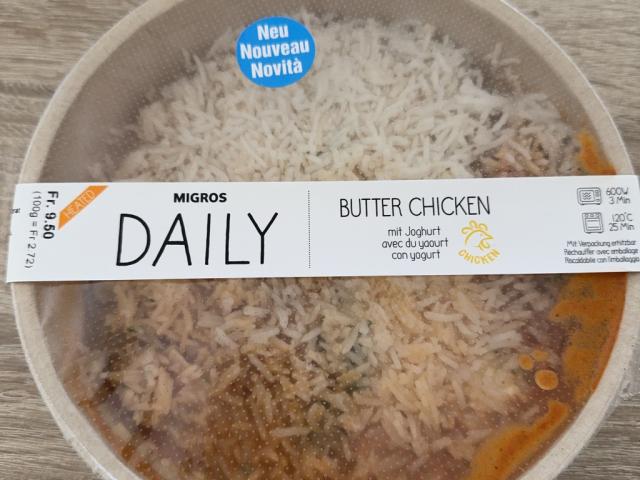 Neu
Nouveau
Novità
Fr. 9.50
(100g = Fr 2.72)
HEATED
MIGROS
DAILY
BUTTER CHICKEN
mit Joghurt
avec du yaourt
con yogurt
CHICKEN
600W
3 Min
120°C
25 Min
Mit Verpackung erhitzbar
Réchauffer avec emballage
Riscaldabile con l'imballaggio